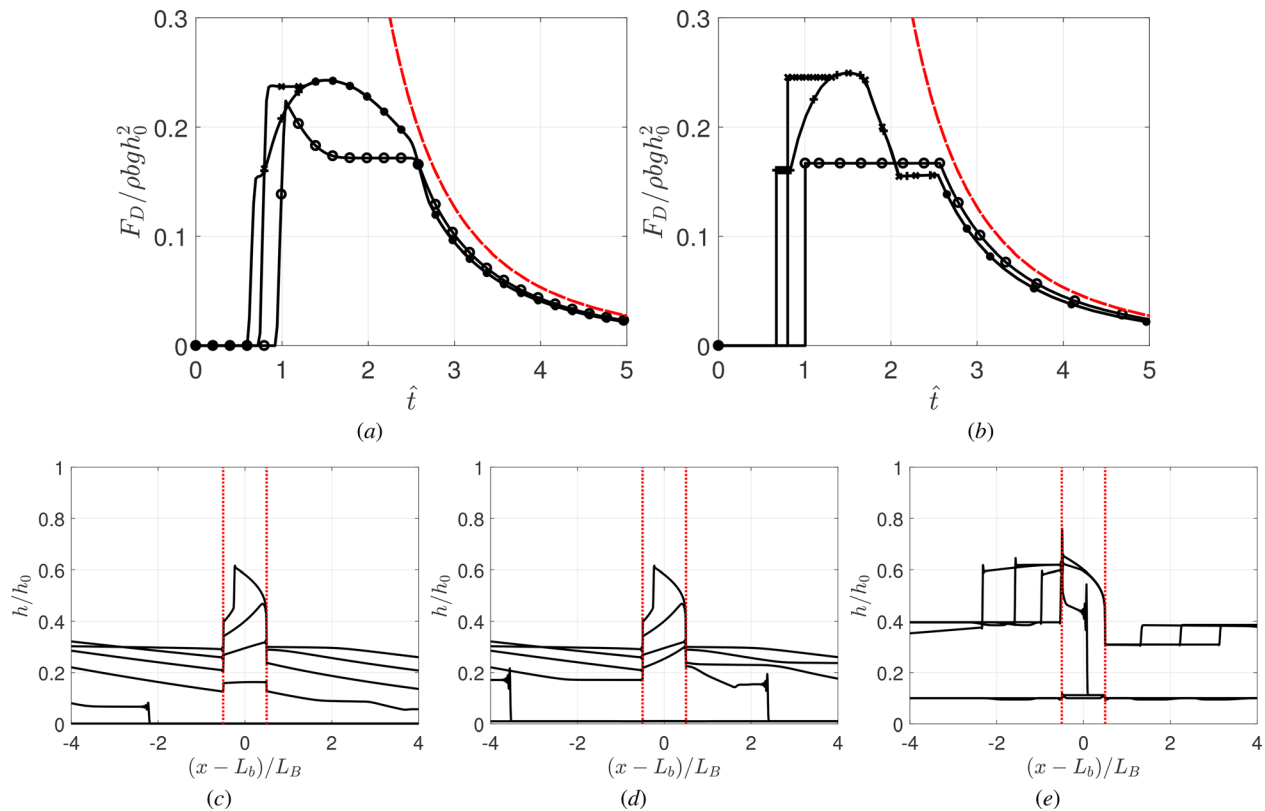 0.3
0.2
0.1
0
F_D/ρbgh_0^2
0 1 2 3 4 5
t̂
(a)
0.3
0.2
0.1
0
F_D/ρbgh_0^2
0 1 2 3 4 5
t̂
(b)
1
0.8
0.6
0.4
0.2
0
h/h_0
-4 -2 0 2 4
(x − L_b)/L_B
(c)
1
0.8
0.6
0.4
0.2
0
h/h_0
-4 -2 0 2 4
(x − L_b)/L_B
(d)
1
0.8
0.6
0.4
0.2
0
h/h_0
-4 -2 0 2 4
(x − L_b)/L_B
(e)